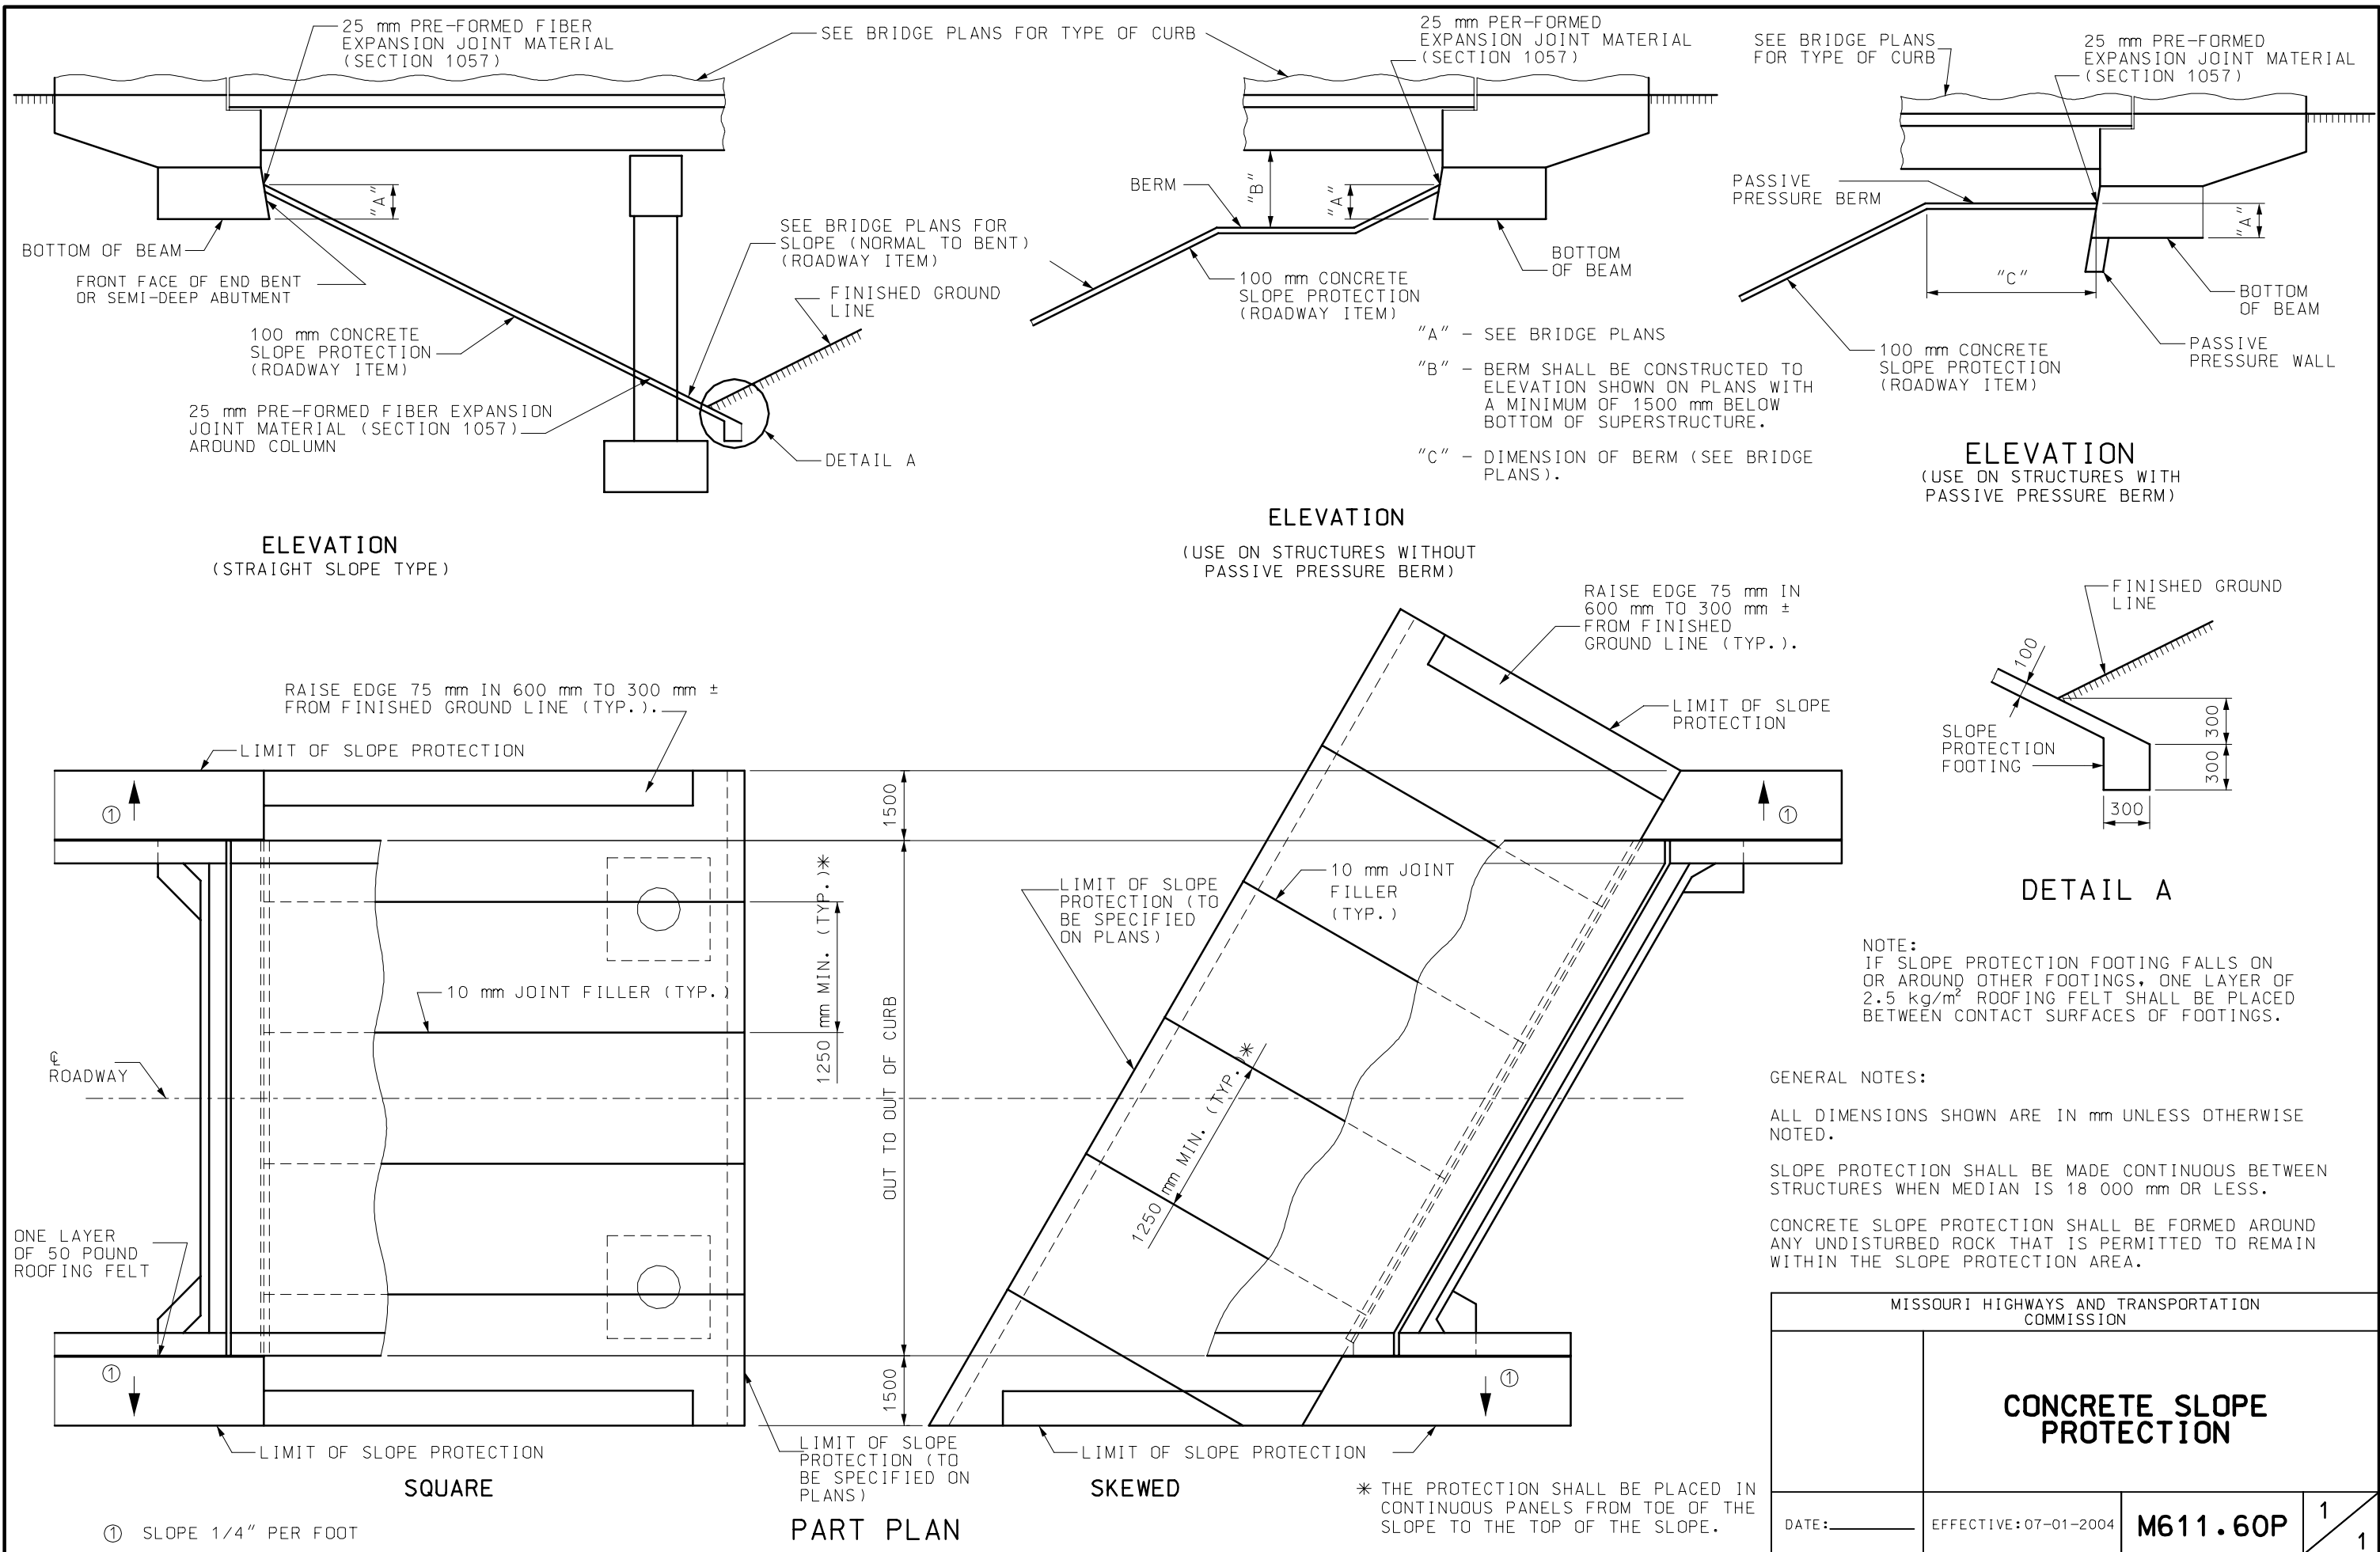 25 mm PRE-FORMED FIBER
EXPANSION JOINT MATERIAL
(SECTION 1057)
SEE BRIDGE PLANS FOR TYPE OF CURB
"A"
BOTTOM OF BEAM
FRONT FACE OF END BENT
OR SEMI-DEEP ABUTMENT
100 mm CONCRETE
SLOPE PROTECTION
(ROADWAY ITEM)
25 mm PRE-FORMED FIBER EXPANSION
JOINT MATERIAL (SECTION 1057)
AROUND COLUMN
SEE BRIDGE PLANS FOR
SLOPE (NORMAL TO BENT)
(ROADWAY ITEM)
FINISHED GROUND
LINE
DETAIL A
ELEVATION
(STRAIGHT SLOPE TYPE)
25 mm PER-FORMED
EXPANSION JOINT MATERIAL
(SECTION 1057)
BERM
"B"
"A"
BOTTOM
OF BEAM
100 mm CONCRETE
SLOPE PROTECTION
(ROADWAY ITEM)
"A" - SEE BRIDGE PLANS
"B" - BERM SHALL BE CONSTRUCTED TO
ELEVATION SHOWN ON PLANS WITH
A MINIMUM OF 1500 mm BELOW
BOTTOM OF SUPERSTRUCTURE.
"C" - DIMENSION OF BERM (SEE BRIDGE
PLANS).
ELEVATION
(USE ON STRUCTURES WITHOUT
PASSIVE PRESSURE BERM)
SEE BRIDGE PLANS
FOR TYPE OF CURB
25 mm PRE-FORMED
EXPANSION JOINT MATERIAL
(SECTION 1057)
PASSIVE
PRESSURE BERM
"A"
"C"
BOTTOM
OF BEAM
PASSIVE
PRESSURE WALL
100 mm CONCRETE
SLOPE PROTECTION
(ROADWAY ITEM)
ELEVATION
(USE ON STRUCTURES WITH
PASSIVE PRESSURE BERM)
RAISE EDGE 75 mm IN 600 mm TO 300 mm ±
FROM FINISHED GROUND LINE (TYP.).
LIMIT OF SLOPE PROTECTION
①
10 mm JOINT FILLER (TYP.)
1250 mm MIN. (TYP.)*
1500
OUT TO OUT OF CURB
1500
℄
ROADWAY
ONE LAYER
OF 50 POUND
ROOFING FELT
①
LIMIT OF SLOPE PROTECTION
LIMIT OF SLOPE
PROTECTION (TO
BE SPECIFIED ON
PLANS)
SQUARE
① SLOPE 1/4" PER FOOT
PART PLAN
RAISE EDGE 75 mm IN
600 mm TO 300 mm ±
FROM FINISHED
GROUND LINE (TYP.).
LIMIT OF SLOPE
PROTECTION
①
LIMIT OF SLOPE
PROTECTION (TO
BE SPECIFIED
ON PLANS)
10 mm JOINT
FILLER
(TYP.)
1250 mm MIN. (TYP.)*
①
LIMIT OF SLOPE PROTECTION
SKEWED
* THE PROTECTION SHALL BE PLACED IN
CONTINUOUS PANELS FROM TOE OF THE
SLOPE TO THE TOP OF THE SLOPE.
FINISHED GROUND
LINE
100
SLOPE
PROTECTION
FOOTING
300
300
300
DETAIL A
NOTE:
IF SLOPE PROTECTION FOOTING FALLS ON
OR AROUND OTHER FOOTINGS, ONE LAYER OF
2.5 kg/m² ROOFING FELT SHALL BE PLACED
BETWEEN CONTACT SURFACES OF FOOTINGS.
GENERAL NOTES:
ALL DIMENSIONS SHOWN ARE IN mm UNLESS OTHERWISE
NOTED.
SLOPE PROTECTION SHALL BE MADE CONTINUOUS BETWEEN
STRUCTURES WHEN MEDIAN IS 18 000 mm OR LESS.
CONCRETE SLOPE PROTECTION SHALL BE FORMED AROUND
ANY UNDISTURBED ROCK THAT IS PERMITTED TO REMAIN
WITHIN THE SLOPE PROTECTION AREA.
MISSOURI HIGHWAYS AND TRANSPORTATION
COMMISSION
CONCRETE SLOPE
PROTECTION
DATE:
EFFECTIVE:07-01-2004
M611.60P
1/1